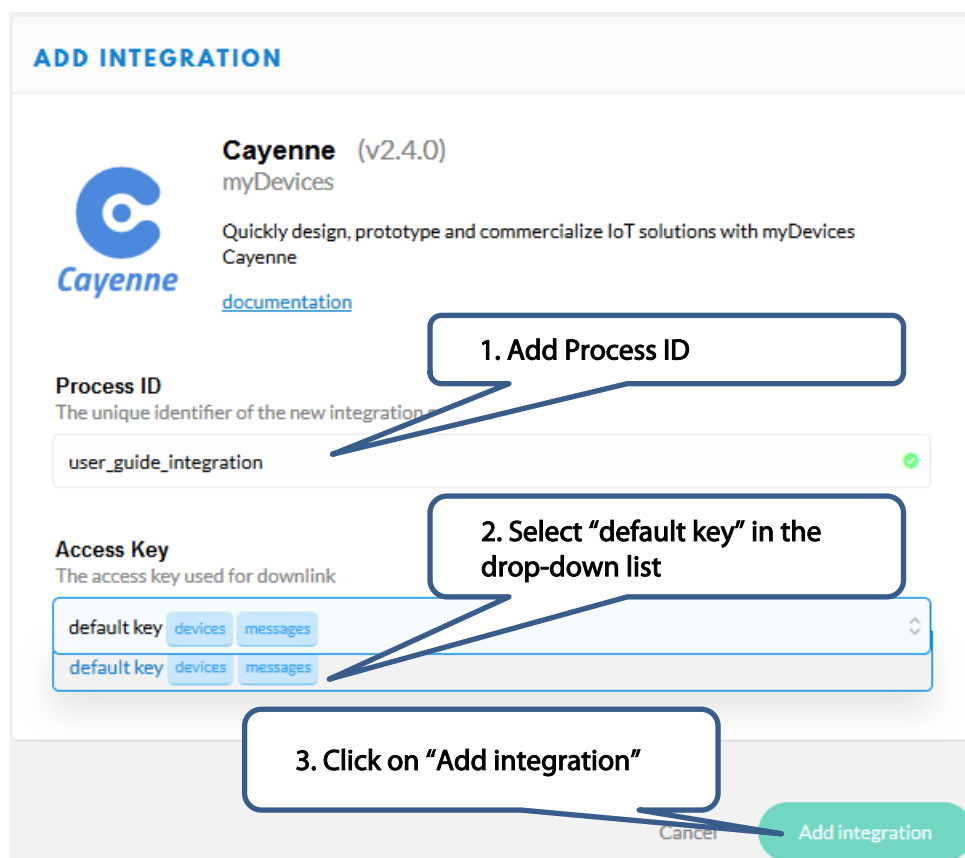 ADD INTEGRATION
Cayenne (v2.4.0)
myDevices
Quickly design, prototype and commercialize IoT solutions with myDevices
Cayenne
Cayenne
documentation
1. Add Process ID
Process ID
The unique identifier of the new integration
user_guide_integration
2. Select “default key” in the
drop-down list
Access Key
The access key used for downlink
default key devices messages
default key devices messages
3. Click on “Add integration”
Cancel Add integration